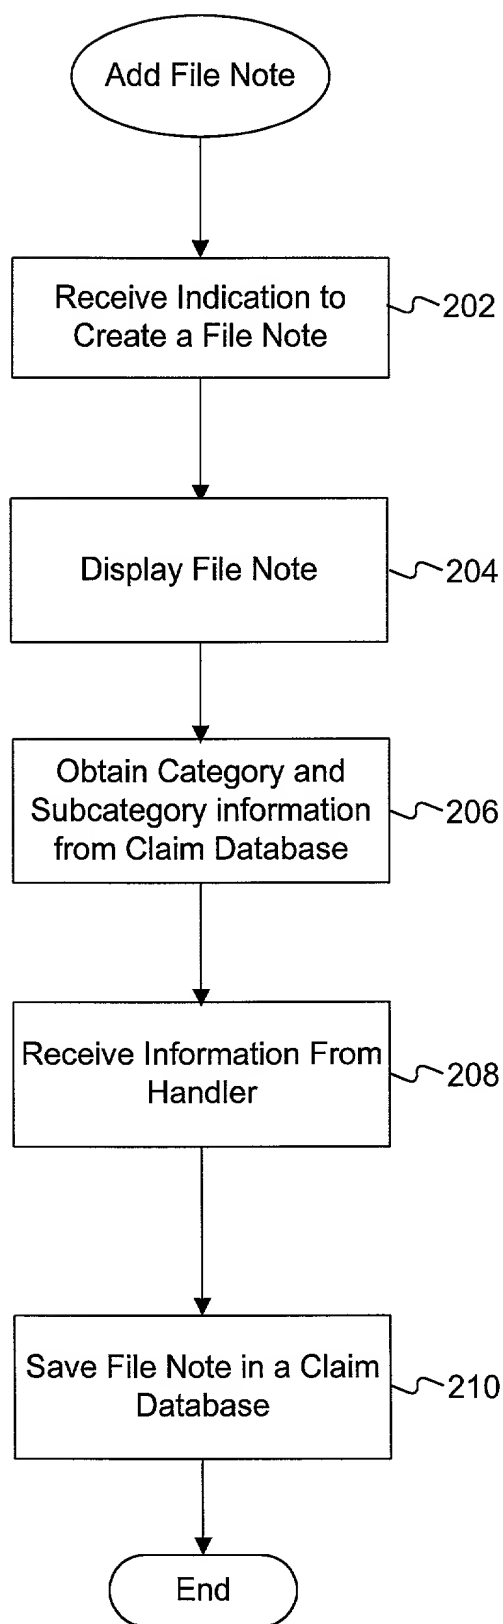 Add File Note
Receive Indication to
Create a File Note
202
Display File Note
204
Obtain Category and
Subcategory information
from Claim Database
206
Receive Information From
Handler
208
Save File Note in a Claim
Database
210
End